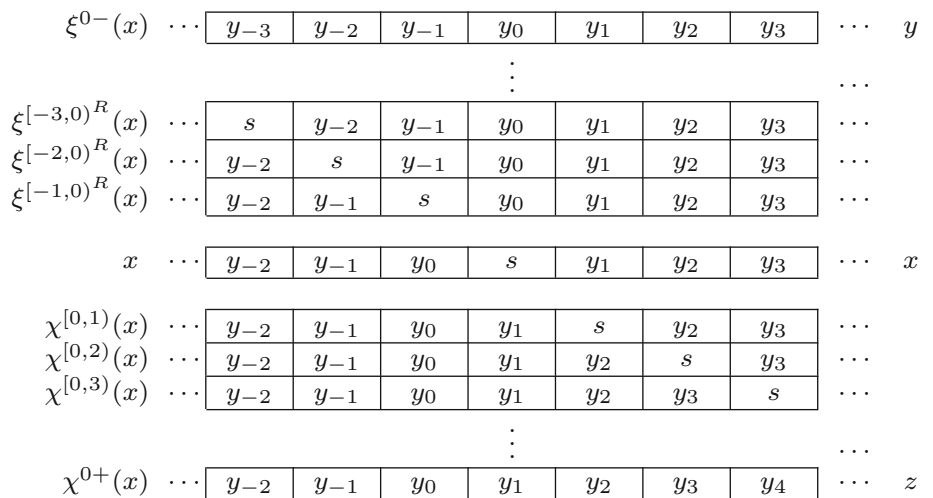 ξ^{0−}(x) ⋯ y_{−3} y_{−2} y_{−1} y_0 y_1 y_2 y_3 ⋯ y
⋮ ⋯
ξ^{[−3,0)^R}(x) ⋯ s y_{−2} y_{−1} y_0 y_1 y_2 y_3 ⋯
ξ^{[−2,0)^R}(x) ⋯ y_{−2} s y_{−1} y_0 y_1 y_2 y_3 ⋯
ξ^{[−1,0)^R}(x) ⋯ y_{−2} y_{−1} s y_0 y_1 y_2 y_3 ⋯
x ⋯ y_{−2} y_{−1} y_0 s y_1 y_2 y_3 ⋯ x
χ^{[0,1)}(x) ⋯ y_{−2} y_{−1} y_0 y_1 s y_2 y_3 ⋯
χ^{[0,2)}(x) ⋯ y_{−2} y_{−1} y_0 y_1 y_2 s y_3 ⋯
χ^{[0,3)}(x) ⋯ y_{−2} y_{−1} y_0 y_1 y_2 y_3 s ⋯
⋮ ⋯
χ^{0+}(x) ⋯ y_{−2} y_{−1} y_0 y_1 y_2 y_3 y_4 ⋯ z